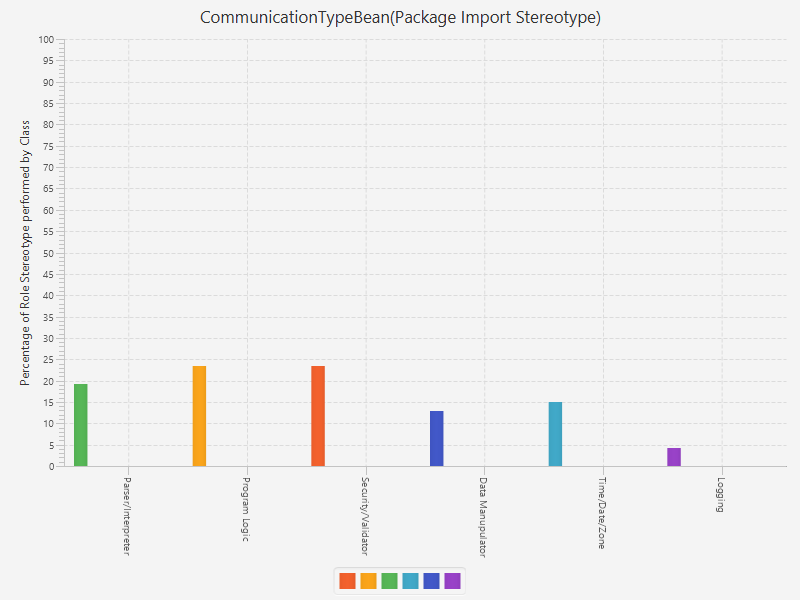 CommunicationTypeBean(Package Import Stereotype)
Percentage of Role Stereotype performed by Class
100
95
90
85
80
75
70
65
60
55
50
45
40
35
30
25
20
15
10
5
0
Parser/Interpreter
Program Logic
Security/Validator
Data Manupulator
Time/Date/Zone
Logging